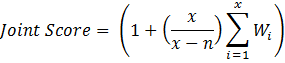 Joint Score = (1 + (x / (x − n)) ∑_{i=1}^{x} W_i)